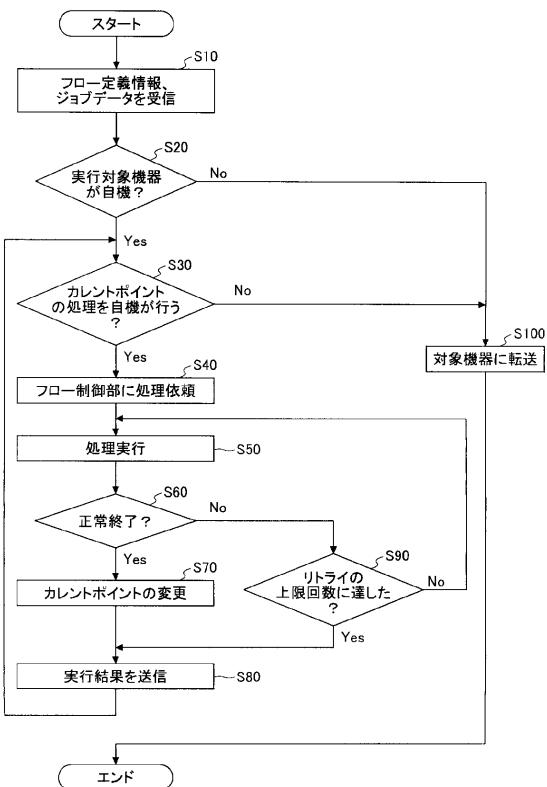 スタート
S10
フロー定義情報、
ジョブデータを受信
S20
実行対象機器
が自機？
No
Yes
S30
カレントポイント
の処理を自機が行う
？
No
Yes
S100
対象機器に転送
S40
フロー制御部に処理依頼
処理実行
S50
S60
正常終了？
No
Yes
S90
リトライの
上限回数に達した
？
No
Yes
S70
カレントポイントの変更
実行結果を送信
S80
エンド